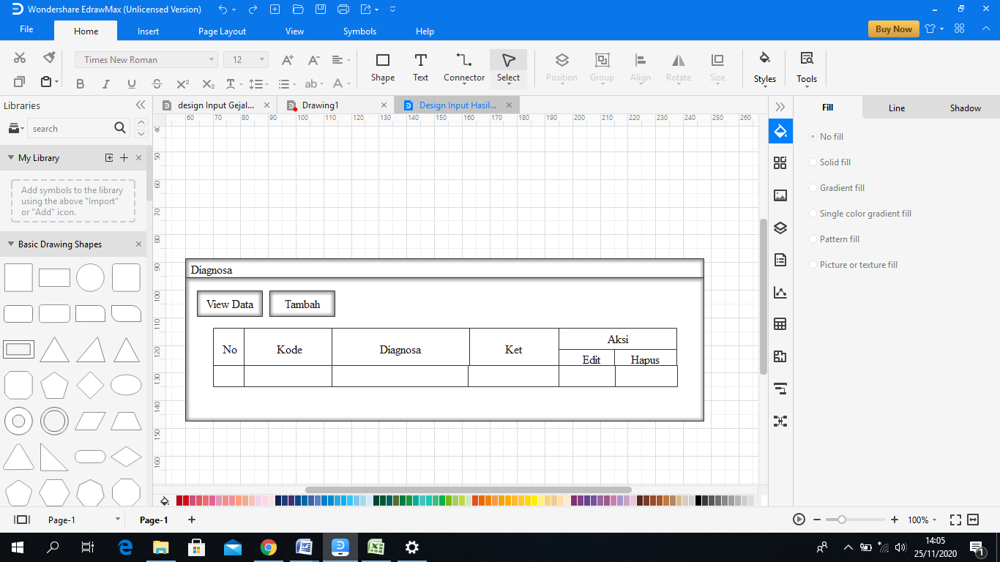 Wondershare EdrawMax (Unlicensed Version)
File
Home
Insert
Page Layout
View
Symbols
Help
Buy Now
Times New Roman
12
Shape
Text
Connector
Select
Position
Group
Align
Rotate
Size
Styles
Tools
Libraries
design Input Gejal...
Drawing1
Design Input Hasil...
Fill
Line
Shadow
search
60 70 80 90 100 110 120 130 140 150 160 170 180 190 200 210 220 230 240 250 260
40 50 60 70 80 90 100 110 120 130 140 150 160
My Library
Add symbols to the library
using the above "Import"
or "Add" icon.
Basic Drawing Shapes
No fill
Solid fill
Gradient fill
Single color gradient fill
Pattern fill
Picture or texture fill
Diagnosa
View Data
Tambah
No
Kode
Diagnosa
Ket
Aksi
Edit
Hapus
Page-1
Page-1
100%
14:05
25/11/2020
1